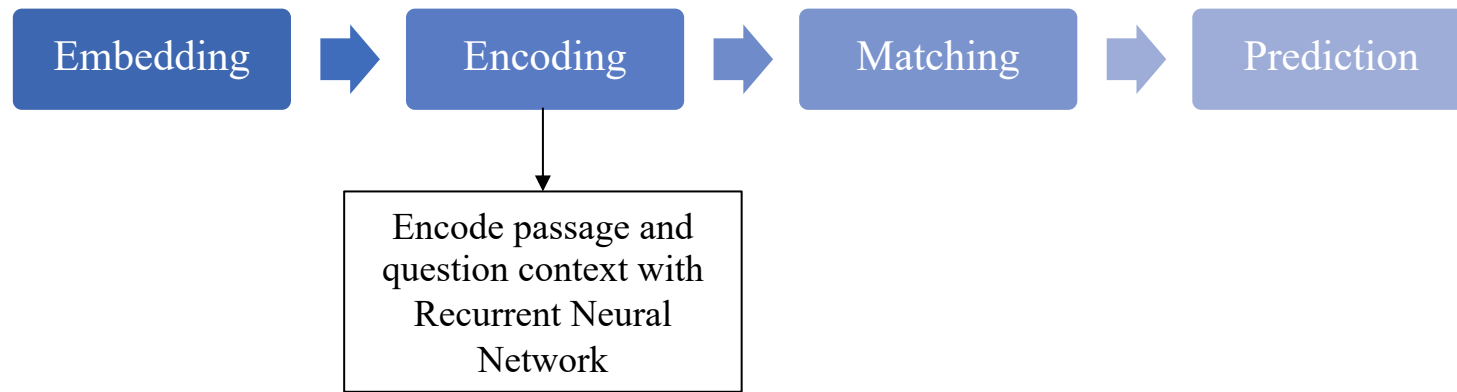 Embedding
Encoding
Matching
Prediction
Encode passage and
question context with
Recurrent Neural
Network